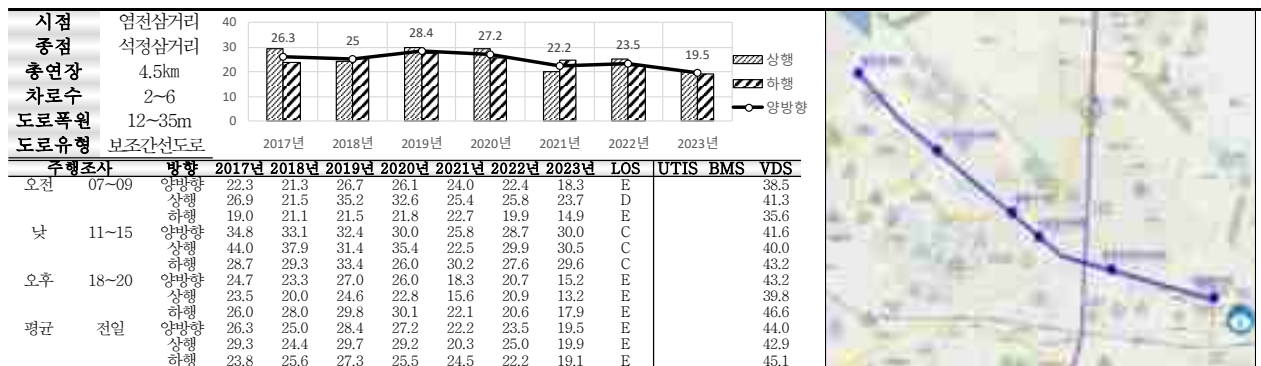 시점 염전삼거리
종점 석정삼거리
총연장 4.5㎞
차로수 2~6
도로폭원 12~35m
도로유형 보조간선도로
40
30
20
10
0
26.3 25 28.4 27.2 22.2 23.5 19.5
2017년 2018년 2019년 2020년 2021년 2022년 2023년
상행
하행
양방향
주행조사 방향 2017년 2018년 2019년 2020년 2021년 2022년 2023년 LOS UTIS BMS VDS
오전 07~09 양방향 22.3 21.3 26.7 26.1 24.0 22.4 18.3 E 38.5
상행 26.9 21.5 35.2 32.6 25.4 25.8 23.7 D 41.3
하행 19.0 21.1 21.5 21.8 22.7 19.9 14.9 E 35.6
낮 11~15 양방향 34.8 33.1 32.4 30.0 25.8 28.7 30.0 C 41.6
상행 44.0 37.9 31.4 35.4 22.5 29.9 30.5 C 40.0
하행 28.7 29.3 33.4 26.0 30.2 27.6 29.6 C 43.2
오후 18~20 양방향 24.7 23.3 27.0 26.0 18.3 20.7 15.2 E 43.2
상행 23.5 20.0 24.6 22.8 15.6 20.9 13.2 E 39.8
하행 26.0 28.0 29.8 30.1 22.1 20.6 17.9 E 46.6
평균 전일 양방향 26.3 25.0 28.4 27.2 22.2 23.5 19.5 E 44.0
상행 29.3 24.4 29.7 29.2 20.3 25.0 19.9 E 42.9
하행 23.8 25.6 27.3 25.5 24.5 22.2 19.1 E 45.1